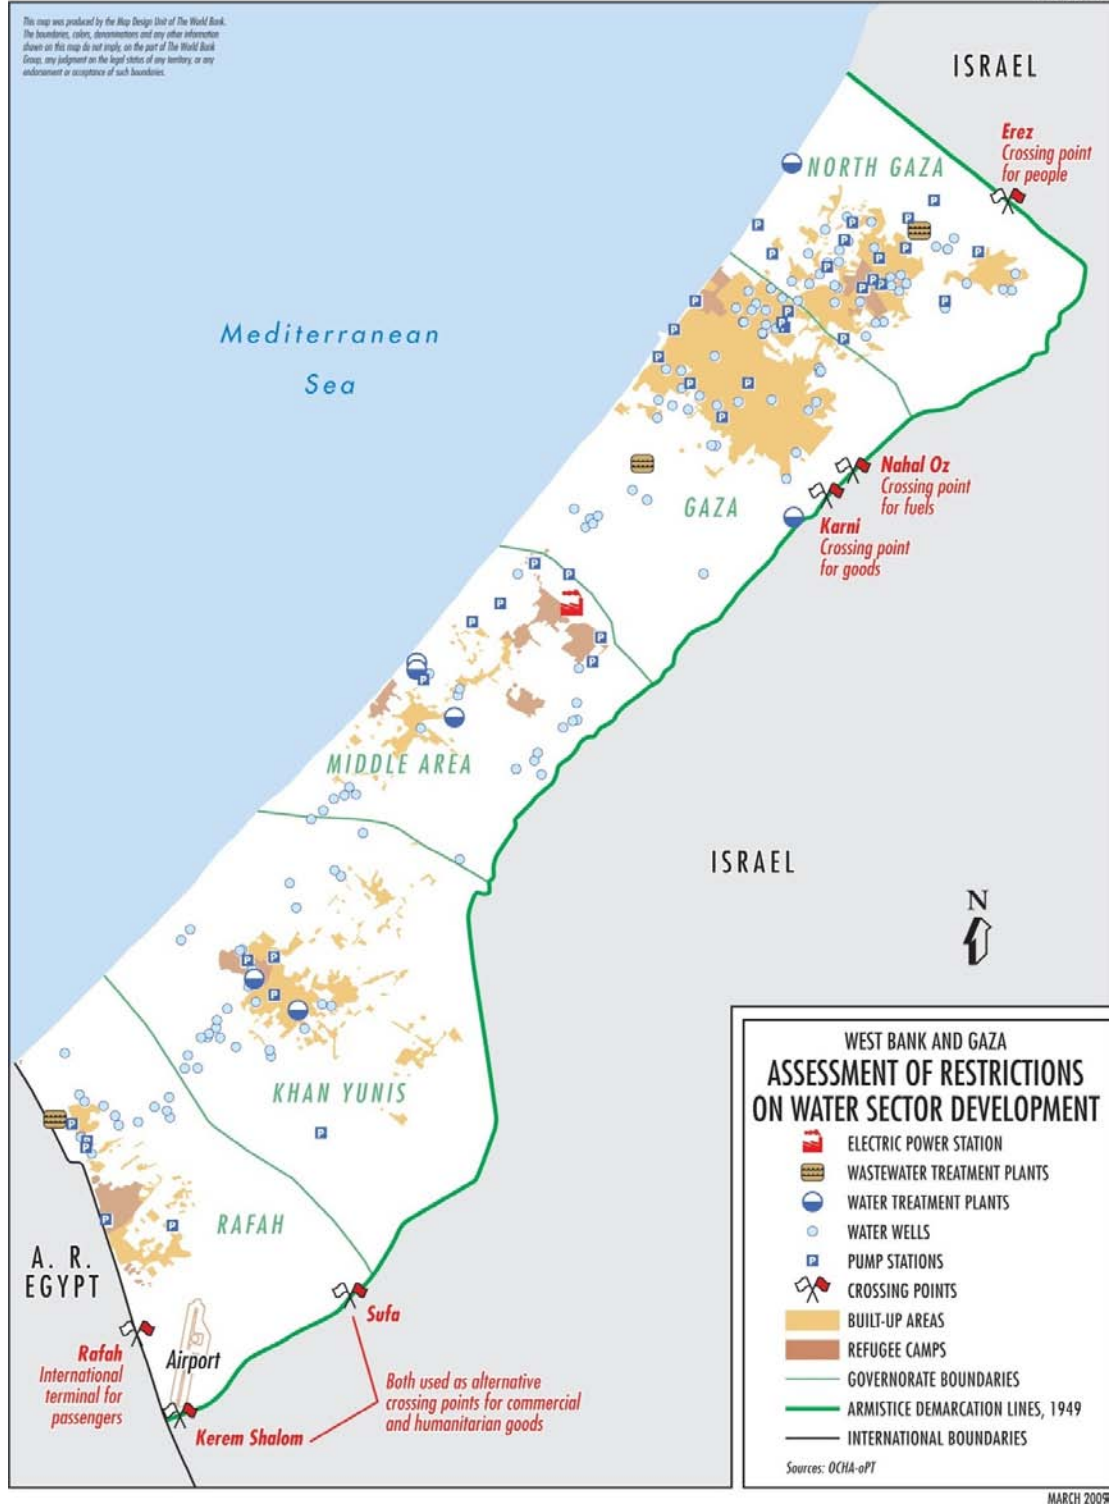 This map was produced by the Map Design Unit of The World Bank.
The boundaries, colors, denominations and any other information
shown on this map do not imply, on the part of The World Bank
Group, any judgment on the legal status of any territory, or any
endorsement or acceptance of such boundaries.
ISRAEL
Erez
Crossing point
for people
NORTH GAZA
Mediterranean
Sea
Nahal Oz
Crossing point
for fuels
GAZA
Karni
Crossing point
for goods
MIDDLE AREA
ISRAEL
N
KHAN YUNIS
RAFAH
A. R.
EGYPT
Sufa
Rafah
International
terminal for
passengers
Airport
Both used as alternative
crossing points for commercial
and humanitarian goods
Kerem Shalom
WEST BANK AND GAZA
ASSESSMENT OF RESTRICTIONS
ON WATER SECTOR DEVELOPMENT
ELECTRIC POWER STATION
WASTEWATER TREATMENT PLANTS
WATER TREATMENT PLANTS
WATER WELLS
P PUMP STATIONS
CROSSING POINTS
BUILT-UP AREAS
REFUGEE CAMPS
GOVERNORATE BOUNDARIES
ARMISTICE DEMARCATION LINES, 1949
INTERNATIONAL BOUNDARIES
Sources: OCHA-oPT
MARCH 2009